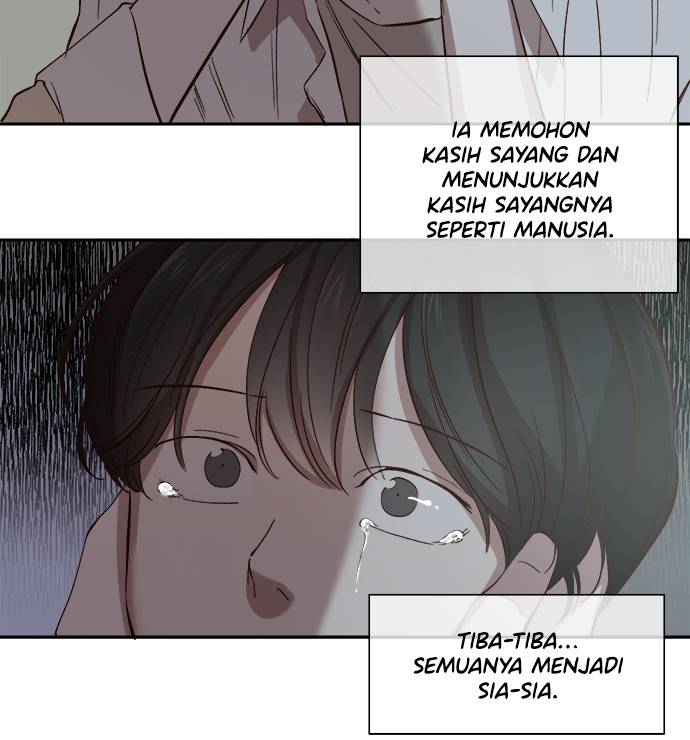 IA MEMOHON
KASIH SAYANG DAN
MENUNJUKKAN
KASIH SAYANGNYA
SEPERTI MANUSIA.
TIBA-TIBA...
SEMUANYA MENJADI
SIA-SIA.